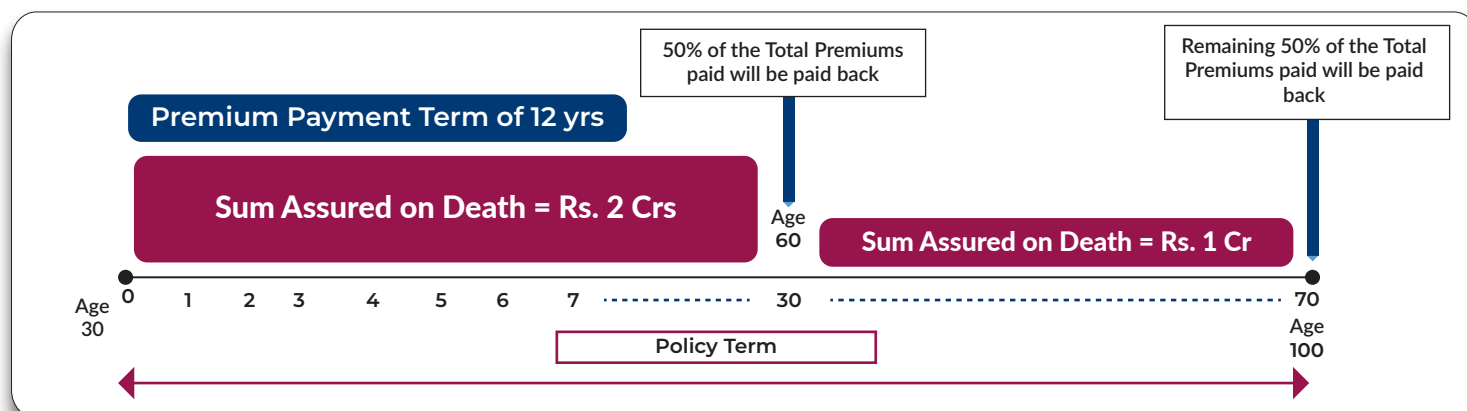 50% of the Total Premiums
paid will be paid back
Remaining 50% of the Total
Premiums paid will be paid
back
Premium Payment Term of 12 yrs
Sum Assured on Death = Rs. 2 Crs
Age
60
Sum Assured on Death = Rs. 1 Cr
Age
30
0 1 2 3 4 5 6 7 30 70
Age
100
Policy Term